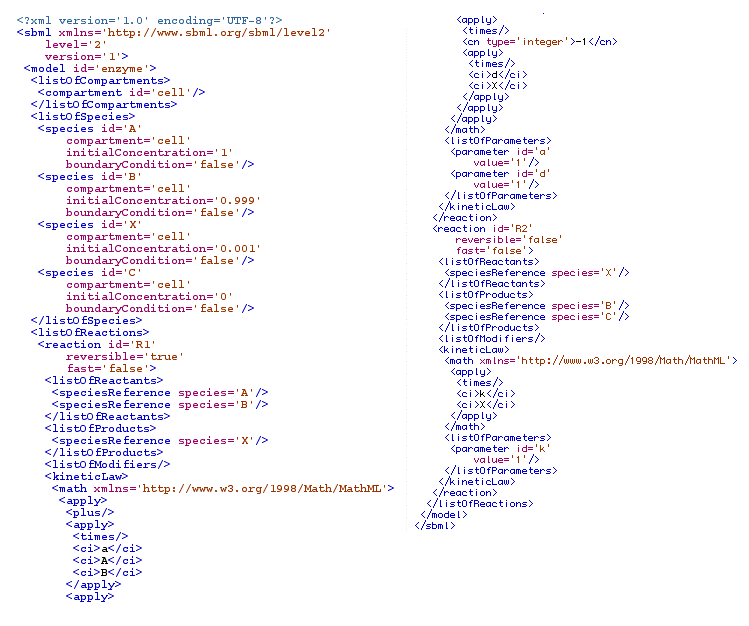 <?xml version='1.0' encoding='UTF-8'?>
<sbml xmlns='http://www.sbml.org/sbml/level2'
level='2'
version='1'>
<model id='enzyme'>
<listOfCompartments>
<compartment id='cell'/>
</listOfCompartments>
<listOfSpecies>
<species id='A'
compartment='cell'
initialConcentration='1'
boundaryCondition='false'/>
<species id='B'
compartment='cell'
initialConcentration='0.999'
boundaryCondition='false'/>
<species id='X'
compartment='cell'
initialConcentration='0.001'
boundaryCondition='false'/>
<species id='C'
compartment='cell'
initialConcentration='0'
boundaryCondition='false'/>
</listOfSpecies>
<listOfReactions>
<reaction id='R1'
reversible='true'
fast='false'>
<listOfReactants>
<speciesReference species='A'/>
<speciesReference species='B'/>
</listOfReactants>
<listOfProducts>
<speciesReference species='X'/>
</listOfProducts>
<listOfModifiers/>
<kineticLaw>
<math xmlns='http://www.w3.org/1998/Math/MathML'>
<apply>
<plus/>
<apply>
<times/>
<ci>a</ci>
<ci>A</ci>
<ci>B</ci>
</apply>
<apply>
<apply>
<times/>
<cn type='integer'>-1</cn>
<apply>
<times/>
<ci>d</ci>
<ci>X</ci>
</apply>
</apply>
</apply>
</math>
<listOfParameters>
<parameter id='a'
value='1'/>
<parameter id='d'
value='1'/>
</listOfParameters>
</kineticLaw>
</reaction>
<reaction id='R2'
reversible='false'
fast='false'>
<listOfReactants>
<speciesReference species='X'/>
</listOfReactants>
<listOfProducts>
<speciesReference species='B'/>
<speciesReference species='C'/>
</listOfProducts>
<listOfModifiers/>
<kineticLaw>
<math xmlns='http://www.w3.org/1998/Math/MathML'>
<apply>
<times/>
<ci>k</ci>
<ci>X</ci>
</apply>
</math>
<listOfParameters>
<parameter id='k'
value='1'/>
</listOfParameters>
</kineticLaw>
</reaction>
</listOfReactions>
</model>
</sbml>